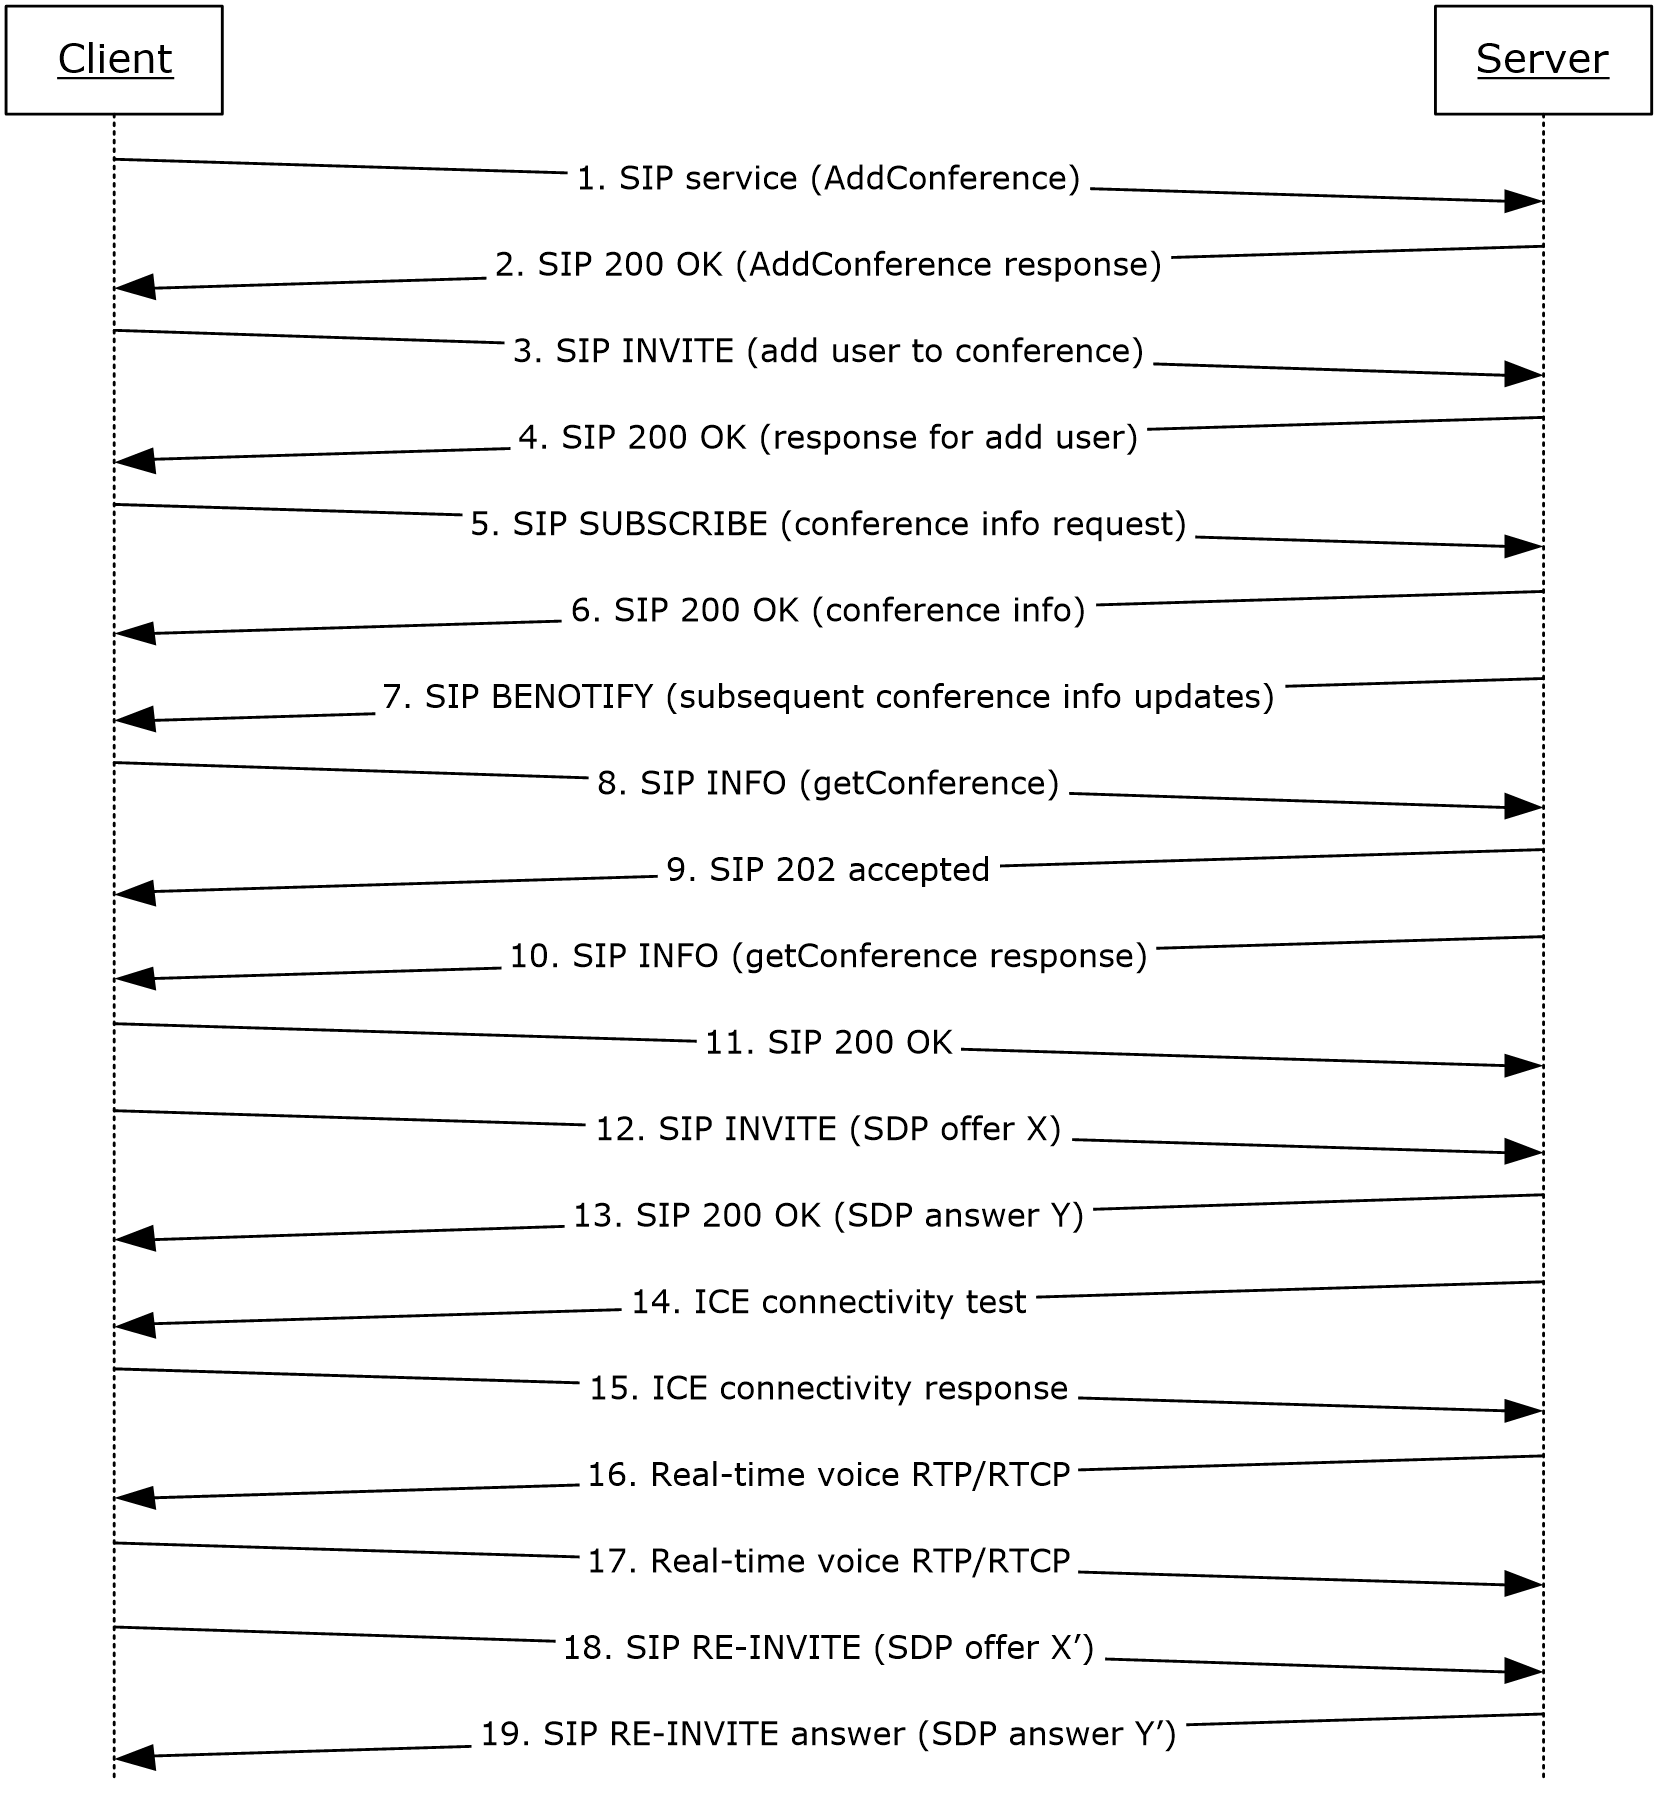 Client
Server
1. SIP service (AddConference)
2. SIP 200 OK (AddConference response)
3. SIP INVITE (add user to conference)
4. SIP 200 OK (response for add user)
5. SIP SUBSCRIBE (conference info request)
6. SIP 200 OK (conference info)
7. SIP BENOTIFY (subsequent conference info updates)
8. SIP INFO (getConference)
9. SIP 202 accepted
10. SIP INFO (getConference response)
11. SIP 200 OK
12. SIP INVITE (SDP offer X)
13. SIP 200 OK (SDP answer Y)
14. ICE connectivity test
15. ICE connectivity response
16. Real-time voice RTP/RTCP
17. Real-time voice RTP/RTCP
18. SIP RE-INVITE (SDP offer X’)
19. SIP RE-INVITE answer (SDP answer Y’)